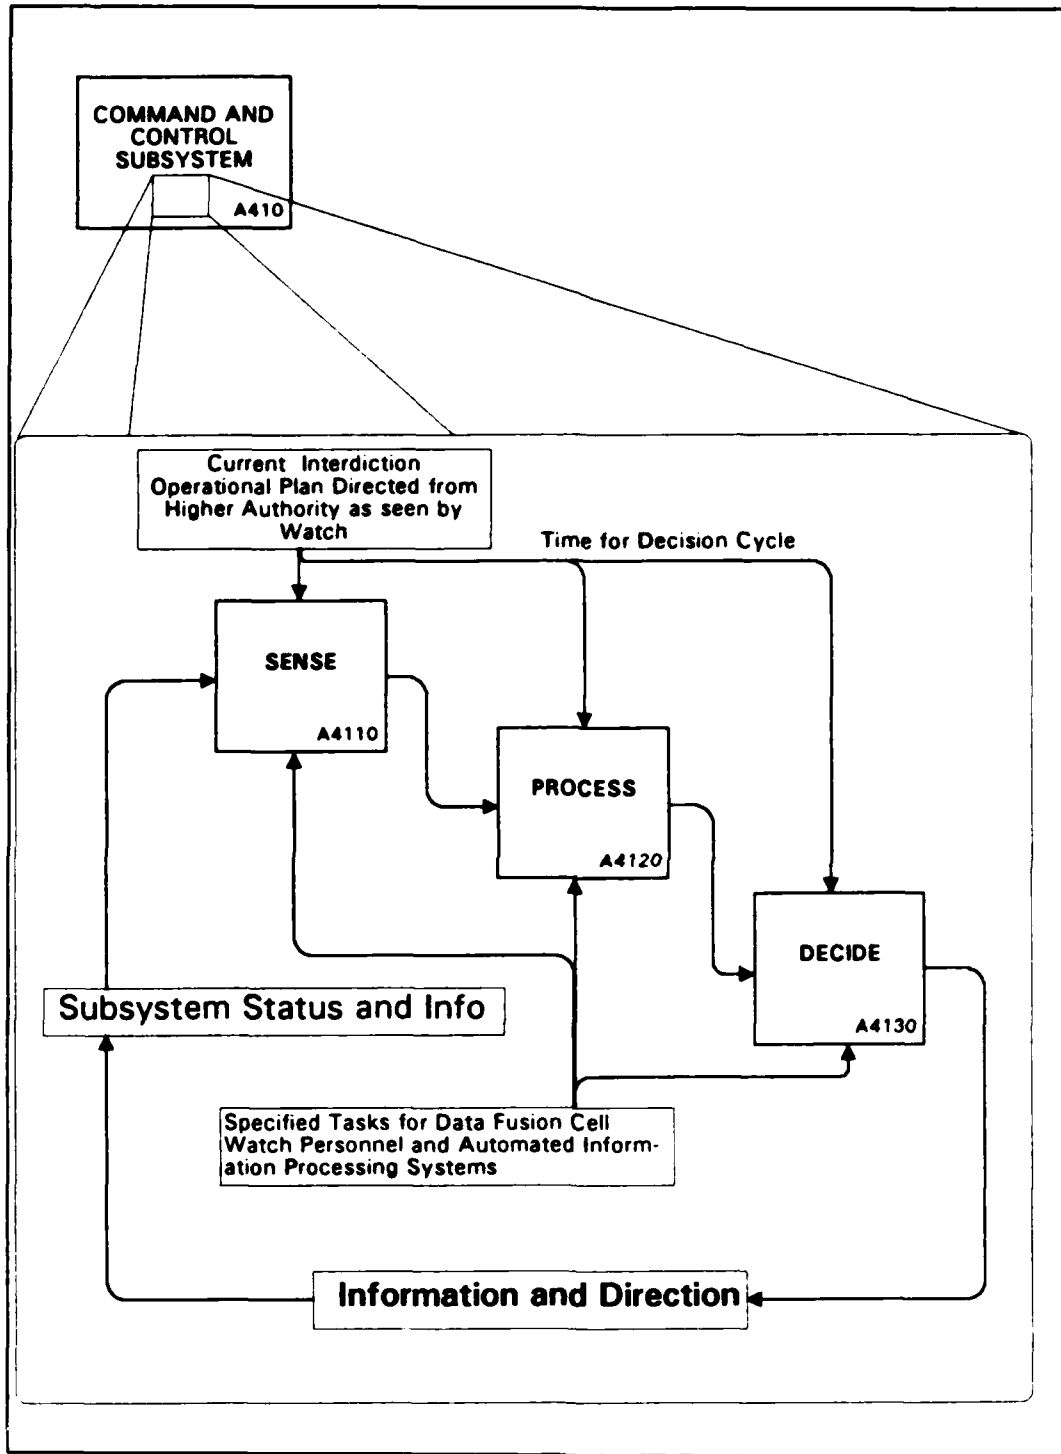 COMMAND AND
CONTROL
SUBSYSTEM
A410
Current Interdiction
Operational Plan Directed from
Higher Authority as seen by
Watch
Time for Decision Cycle
SENSE
A4110
PROCESS
A4120
DECIDE
A4130
Subsystem Status and Info
Specified Tasks for Data Fusion Cell
Watch Personnel and Automated Inform-
ation Processing Systems
Information and Direction